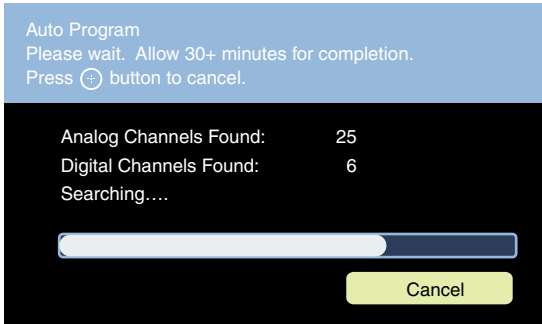 Auto Program
Please wait. Allow 30+ minutes for completion.
Press button to cancel.
Analog Channels Found: 25
Digital Channels Found: 6
Searching….
Cancel